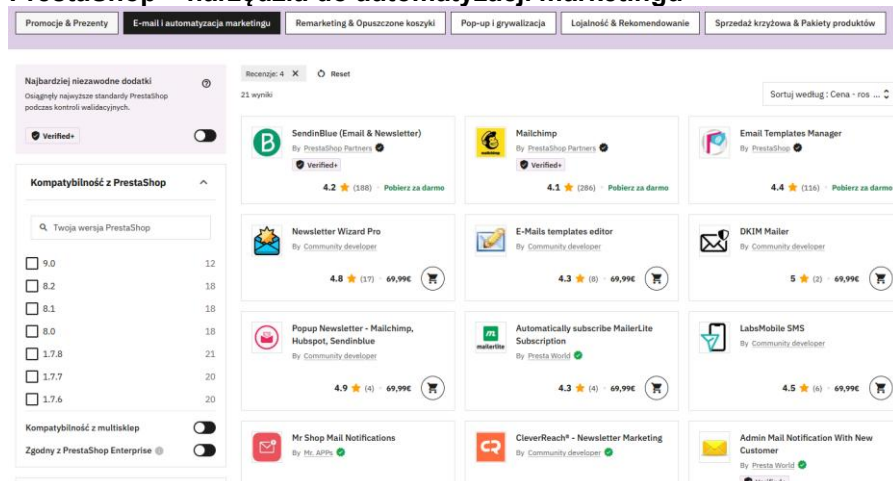 PrestaShop – narzędzia do automatyzacji marketingu
Promocje & Prezenty
E-mail i automatyzacja marketingu
Remarketing & Opuszczone koszyki
Pop-up i grywalizacja
Lojalność & Rekomendowanie
Sprzedaż krzyżowa & Pakiety produktów
Najbardziej niezawodne dodatki
Osiągnęły najwyższe standardy PrestaShop
podczas kontroli walidacyjnych.
Verified+
Kompatybilność z PrestaShop
Twoja wersja PrestaShop
9.0 12
8.2 18
8.1 18
8.0 18
1.7.8 21
1.7.7 20
1.7.6 20
Kompatybilność z multisklep
Zgodny z PrestaShop Enterprise
Recenzje: 4 X Reset
21 wyniki
Sortuj według : Cena - ros ...
SendinBlue (Email & Newsletter)
By PrestaShop Partners
Verified+
4.2 (188) · Pobierz za darmo
Mailchimp
By PrestaShop Partners
Verified+
4.1 (286) · Pobierz za darmo
Email Templates Manager
By PrestaShop
4.4 (116) · Pobierz za darmo
Newsletter Wizard Pro
By Community developer
4.8 (17) · 69,99€
E-Mails templates editor
By Community developer
4.3 (8) · 69,99€
DKIM Mailer
By Community developer
5 (2) · 69,99€
Popup Newsletter - Mailchimp,
Hubspot, Sendinblue
By Community developer
4.9 (4) · 69,99€
mailerlite
Automatically subscribe MailerLite
Subscription
By Presta World
4.3 (4) · 69,99€
LabsMobile SMS
By Community developer
4.5 (6) · 69,99€
Mr Shop Mail Notifications
By Mr. APPs
CleverReach® - Newsletter Marketing
By Community developer
Admin Mail Notification With New
Customer
By Presta World
Verified+